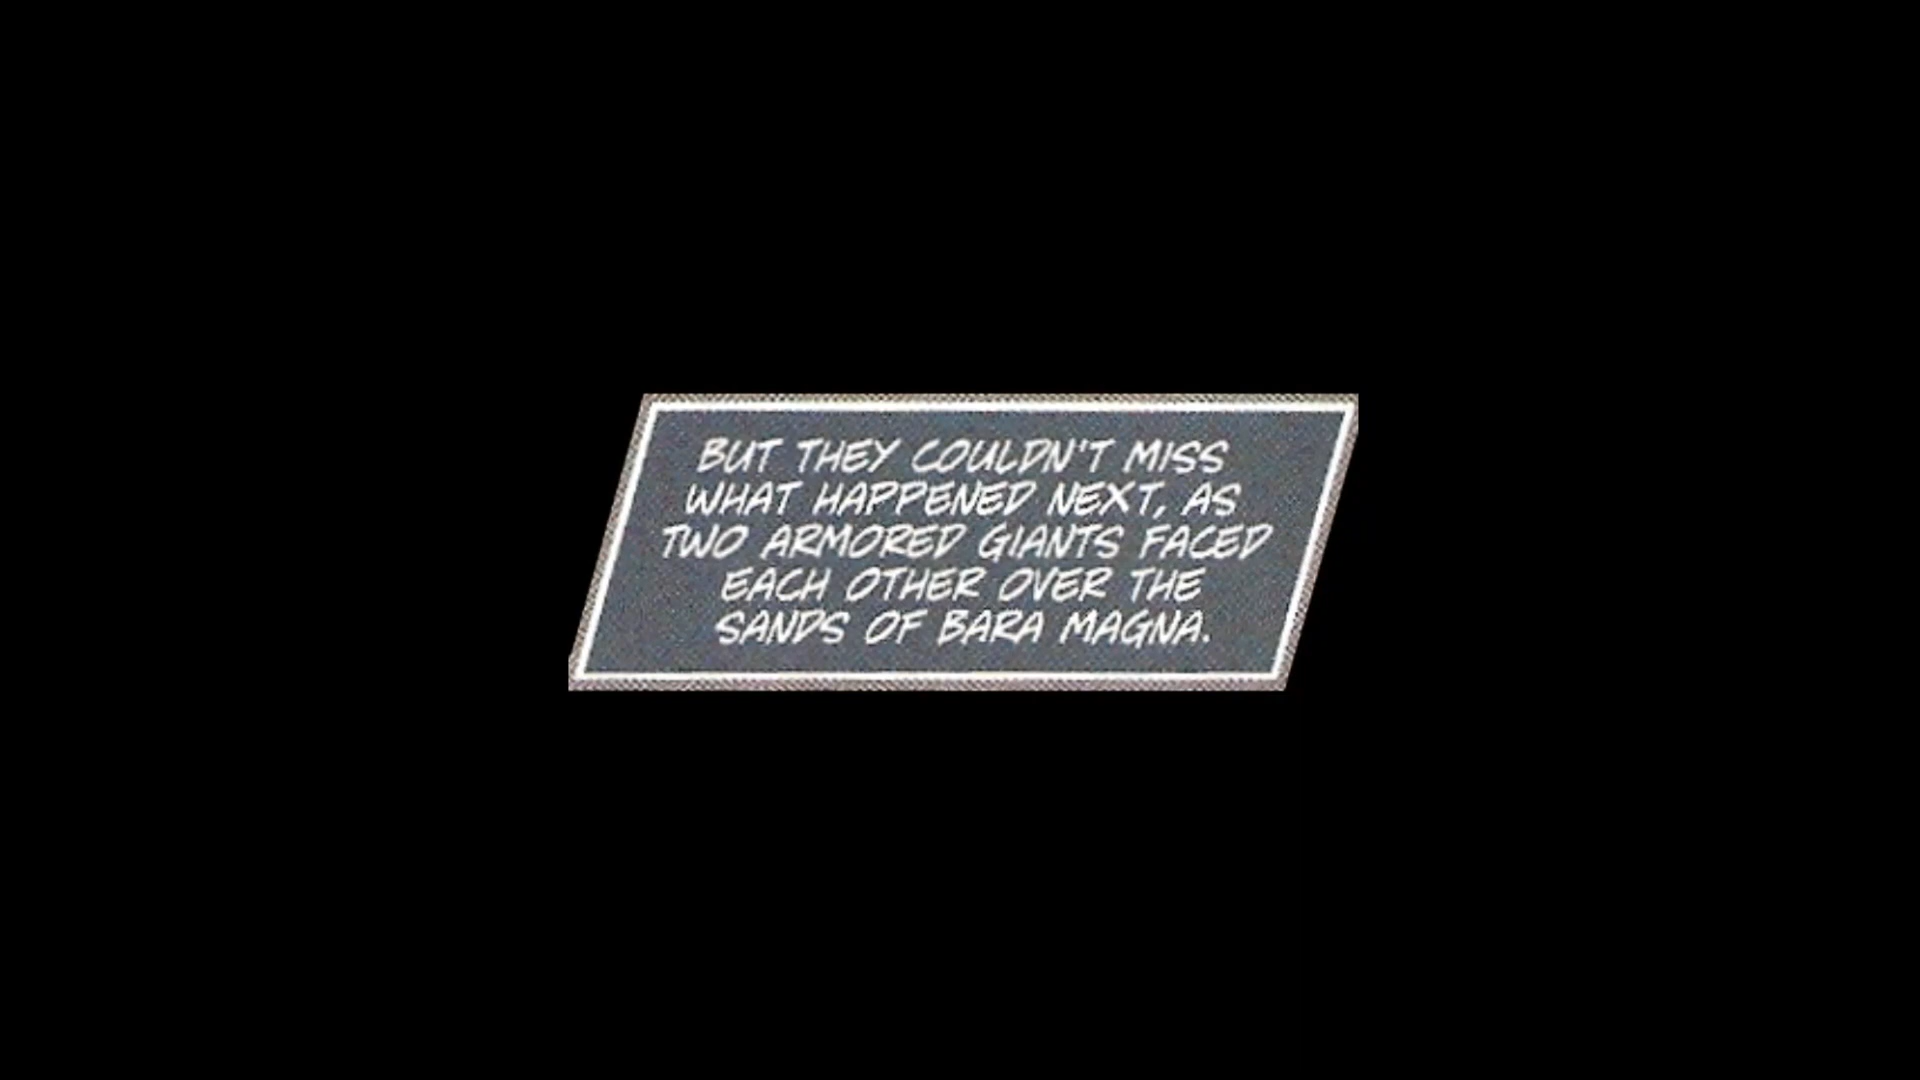 BUT THEY COULDN'T MISS
WHAT HAPPENED NEXT, AS
TWO ARMORED GIANTS FACED
EACH OTHER OVER THE
SANDS OF BARA MAGNA.